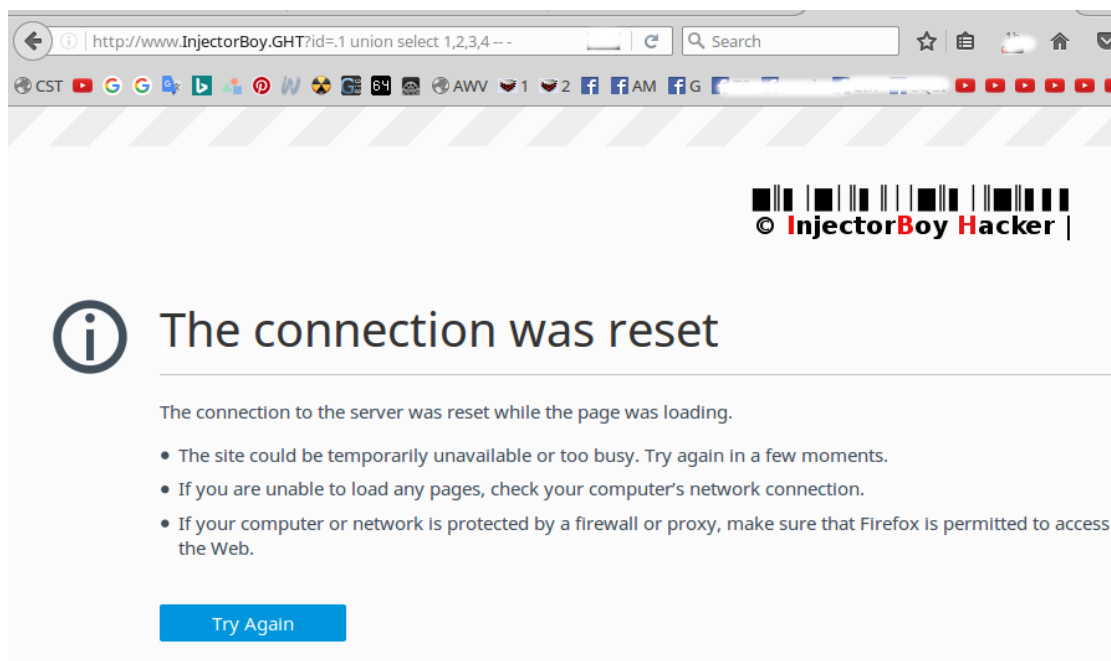 http://www.InjectorBoy.GHT?id=.1 union select 1,2,3,4 -- -
Search
CST
G
G
64
AWV
1
2
AM
G
© InjectorBoy Hacker |
The connection was reset
The connection to the server was reset while the page was loading.
• The site could be temporarily unavailable or too busy. Try again in a few moments.
• If you are unable to load any pages, check your computer's network connection.
• If your computer or network is protected by a firewall or proxy, make sure that Firefox is permitted to access
the Web.
Try Again